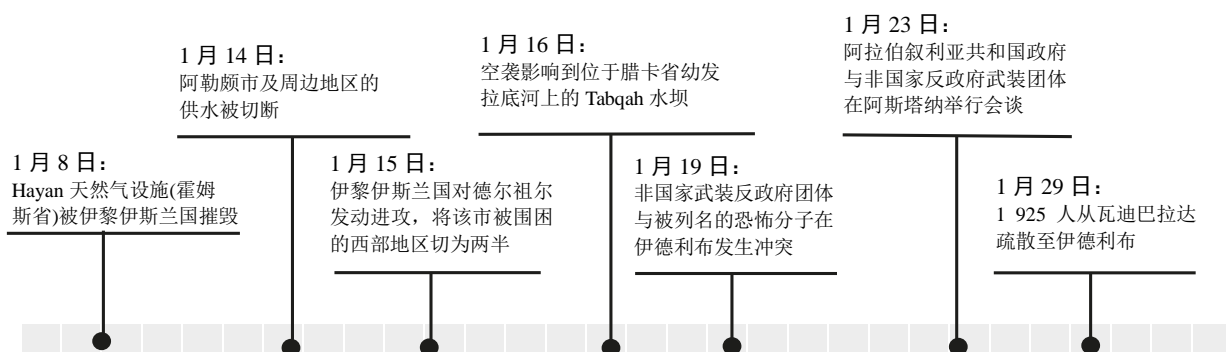 1 月 8 日：
Hayan 天然气设施(霍姆
斯省)被伊黎伊斯兰国摧毁
1 月 14 日：
阿勒颇市及周边地区的
供水被切断
1 月 15 日：
伊黎伊斯兰国对德尔祖尔
发动进攻，将该市被围困
的西部地区切为两半
1 月 16 日：
空袭影响到位于腊卡省幼发
拉底河上的 Tabqah 水坝
1 月 19 日：
非国家武装反政府团体
与被列名的恐怖分子在
伊德利布发生冲突
1 月 23 日：
阿拉伯叙利亚共和国政府
与非国家反政府武装团体
在阿斯塔纳举行会谈
1 月 29 日：
1 925 人从瓦迪巴拉达
疏散至伊德利布